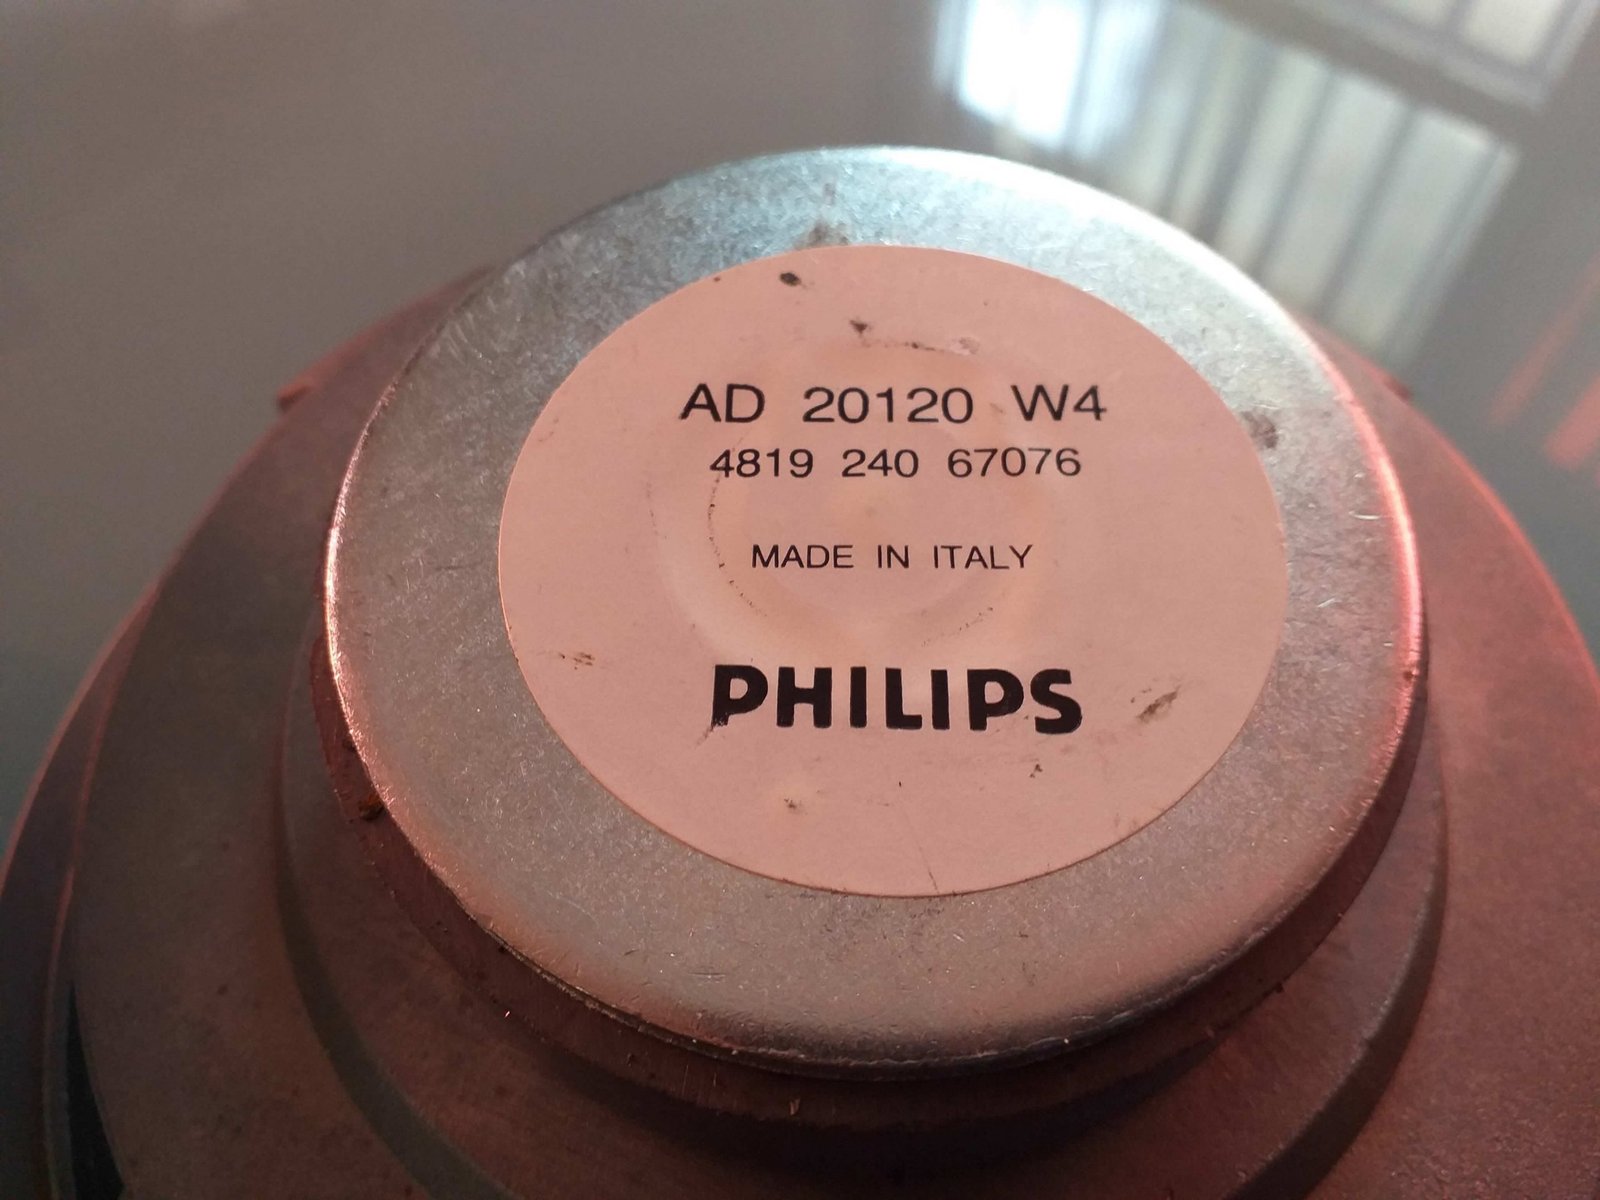 AD 20120 W4
4819 240 67076
MADE IN ITALY
PHILIPS